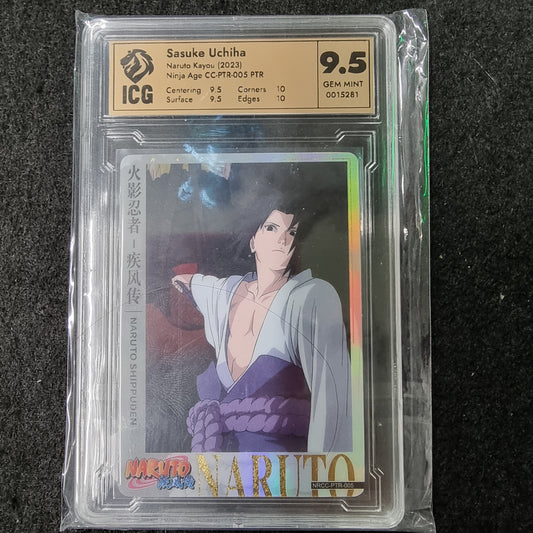 ICG
Sasuke Uchiha
Naruto Kayou (2023)
Ninja Age CC-PTR-005 PTR
Centering 9.5 Corners 10
Surface 9.5 Edges 10
9.5
GEM MINT
0015281
火影忍者－疾风传
NARUTO SHIPPUDEN
NARUTO
NARUTO
NRCC-PTR-005